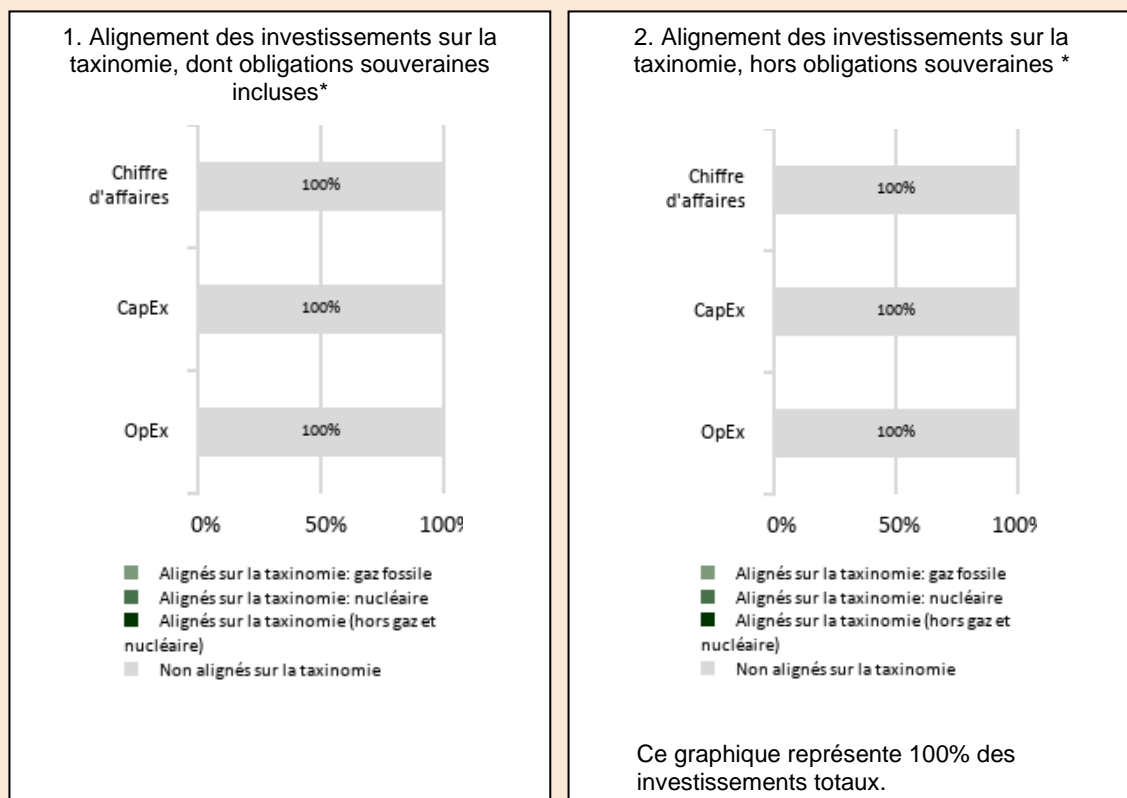 1. Alignement des investissements sur la
taxinomie, dont obligations souveraines
incluses*
Chiffre
d'affaires
100%
CapEx
100%
OpEx
100%
0% 50% 100%
Alignés sur la taxinomie: gaz fossile
Alignés sur la taxinomie: nucléaire
Alignés sur la taxinomie (hors gaz et
nucléaire)
Non alignés sur la taxinomie
2. Alignement des investissements sur la
taxinomie, hors obligations souveraines *
Chiffre
d'affaires
100%
CapEx
100%
OpEx
100%
0% 50% 100%
Alignés sur la taxinomie: gaz fossile
Alignés sur la taxinomie: nucléaire
Alignés sur la taxinomie (hors gaz et
nucléaire)
Non alignés sur la taxinomie
Ce graphique représente 100% des
investissements totaux.